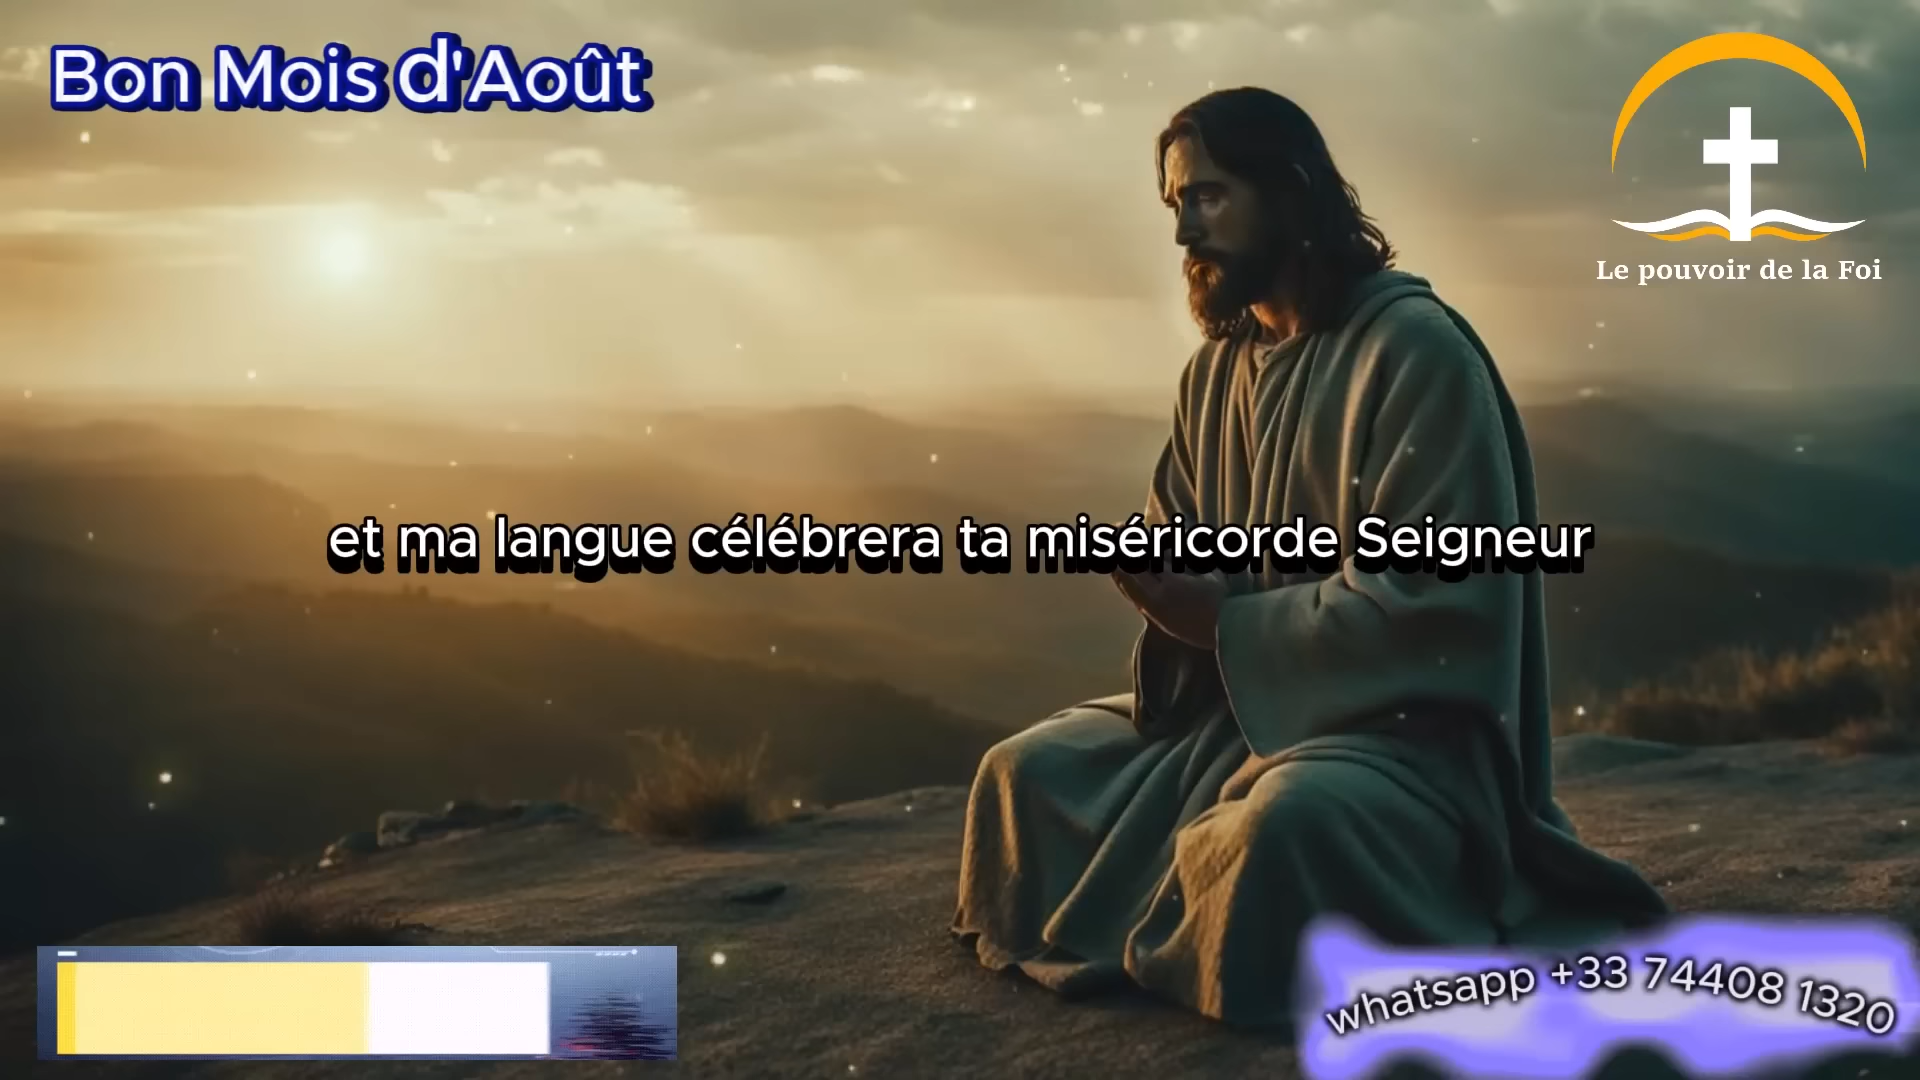 Bon Mois d'Août
Le pouvoir de la Foi
et ma langue célébrera ta miséricorde Seigneur
whatsapp +33 74408 1320